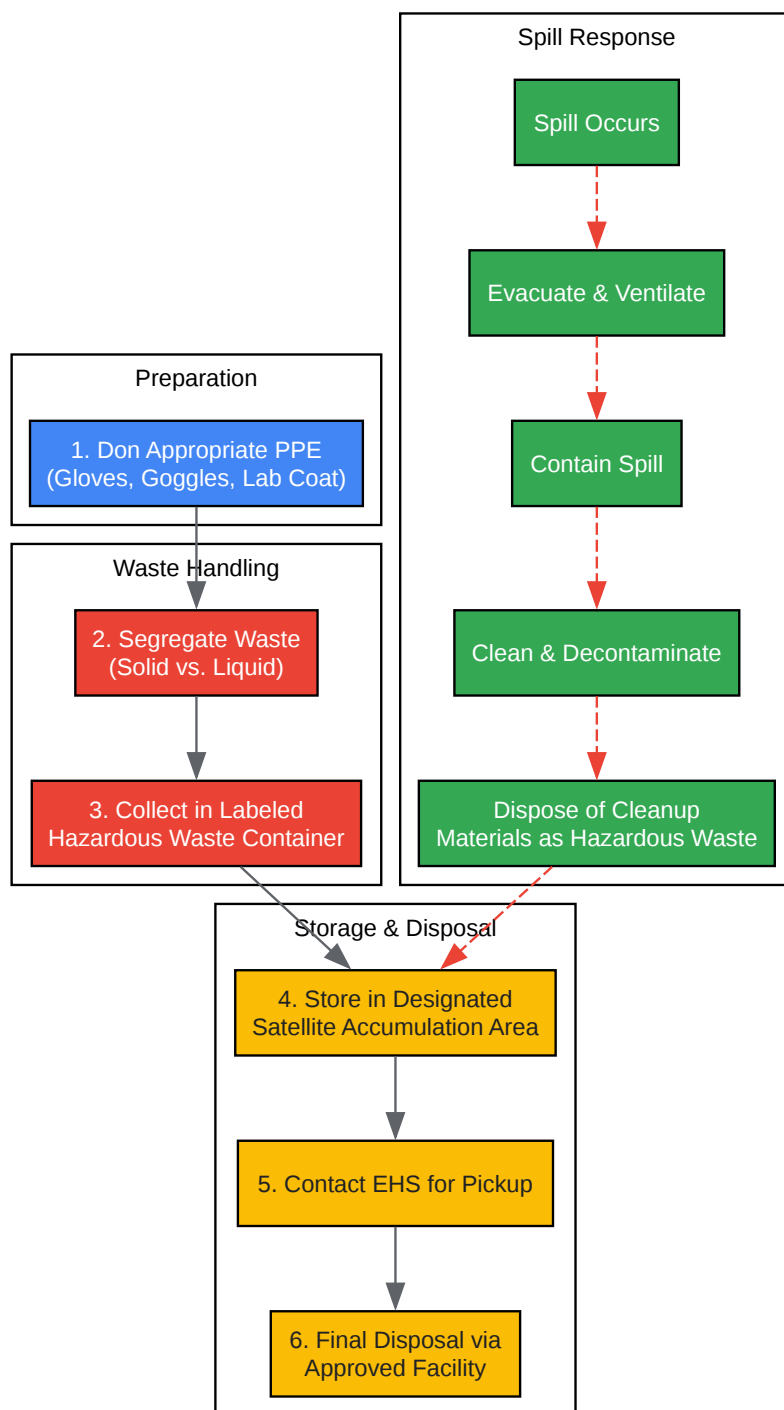 Spill Response
Spill Occurs
Evacuate & Ventilate
Contain Spill
Clean & Decontaminate
Dispose of Cleanup
Materials as Hazardous Waste
Preparation
1. Don Appropriate PPE
(Gloves, Goggles, Lab Coat)
Waste Handling
2. Segregate Waste
(Solid vs. Liquid)
3. Collect in Labeled
Hazardous Waste Container
Storage & Disposal
4. Store in Designated
Satellite Accumulation Area
5. Contact EHS for Pickup
6. Final Disposal via
Approved Facility